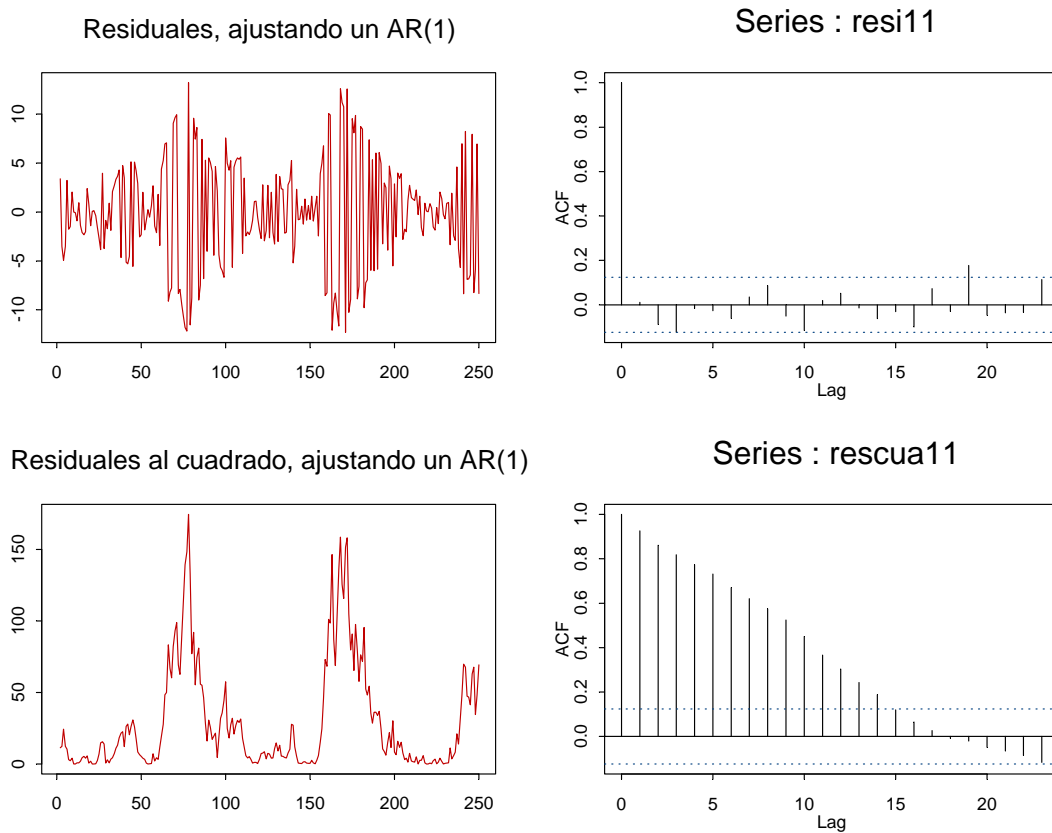 Residuales, ajustando un AR(1)
10
5
0
-5
-10
0 50 100 150 200 250
Series : resi11
1.0
0.8
0.6
0.4
0.2
0.0
ACF
0 5 10 15 20
Lag
Residuales al cuadrado, ajustando un AR(1)
150
100
50
0
0 50 100 150 200 250
Series : rescua11
1.0
0.8
0.6
0.4
0.2
0.0
ACF
0 5 10 15 20
Lag